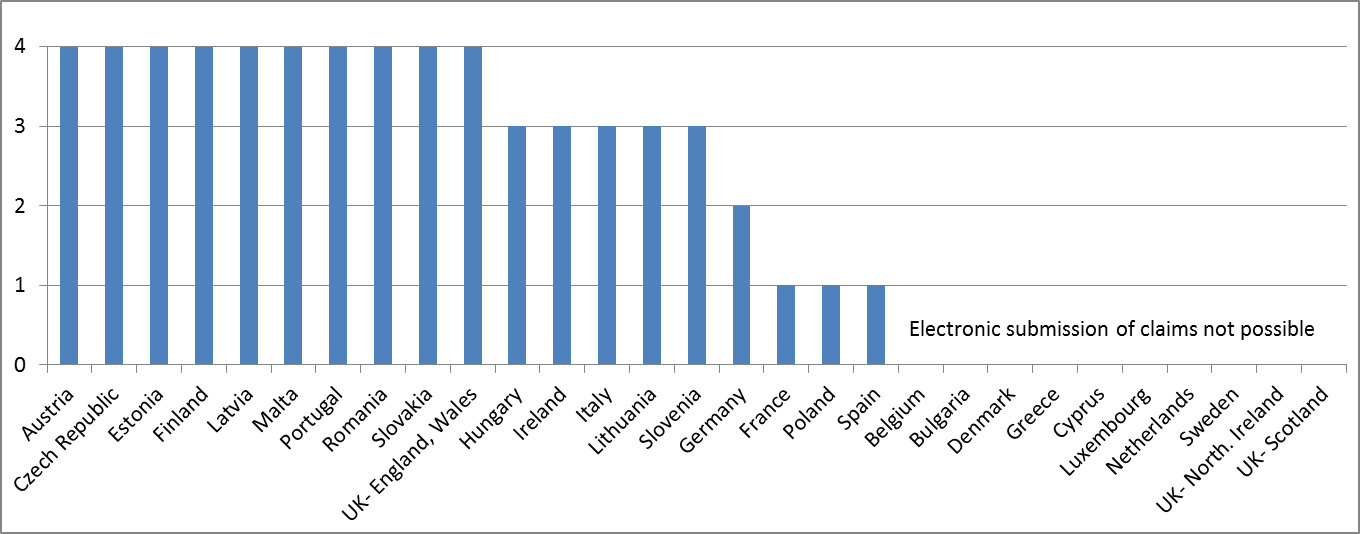 4
3
2
1
0
Electronic submission of claims not possible
Austria
Czech Republic
Estonia
Finland
Latvia
Malta
Portugal
Romania
Slovakia
UK- England, Wales
Hungary
Ireland
Italy
Lithuania
Slovenia
Germany
France
Poland
Spain
Belgium
Bulgaria
Denmark
Greece
Cyprus
Luxembourg
Netherlands
Sweden
UK- North. Ireland
UK- Scotland